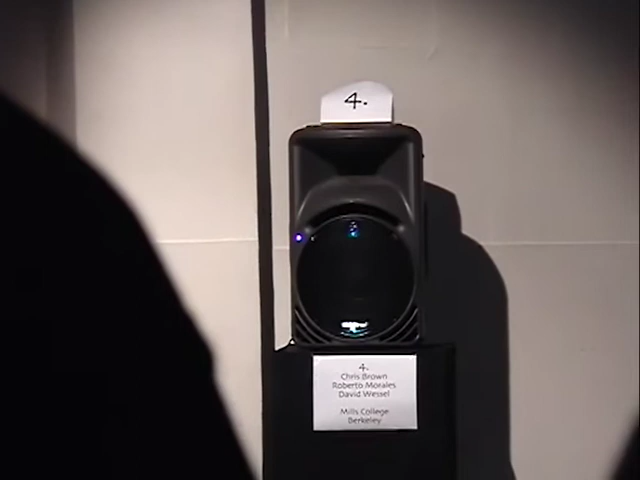 4.
4.
Chris Brown
Roberto Morales
David Wessel
Mills College
Berkeley